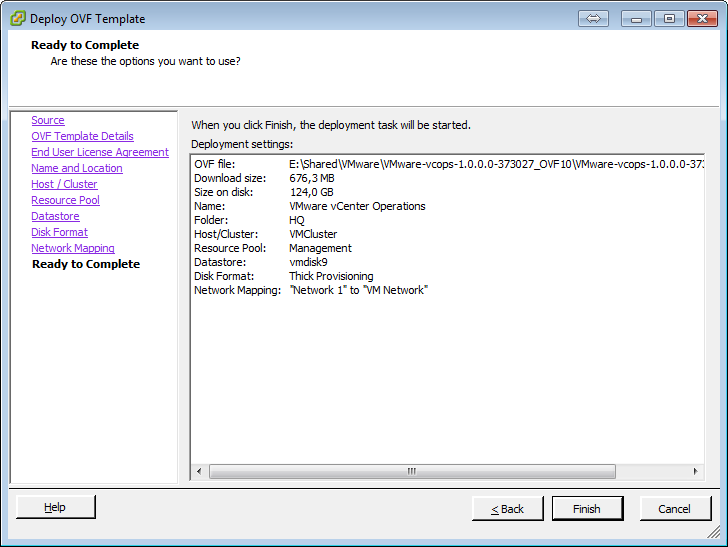 Deploy OVF Template
Ready to Complete
Are these the options you want to use?
Source
OVF Template Details
End User License Agreement
Name and Location
Host / Cluster
Resource Pool
Datastore
Disk Format
Network Mapping
Ready to Complete
When you click Finish, the deployment task will be started.
Deployment settings:
OVF file: E:\Shared\VMware\VMware-vcops-1.0.0.0-373027_OVF10\VMware-vcops-1.0.0.0-373
Download size: 676,3 MB
Size on disk: 124,0 GB
Name: VMware vCenter Operations
Folder: HQ
Host/Cluster: VMCluster
Resource Pool: Management
Datastore: vmdisk9
Disk Format: Thick Provisioning
Network Mapping: "Network 1" to "VM Network"
Help
< Back
Finish
Cancel